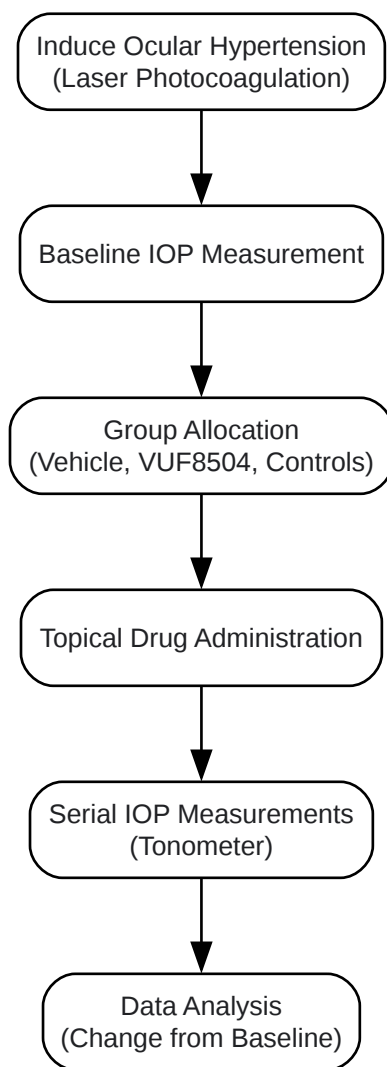 Induce Ocular Hypertension
(Laser Photocoagulation)
Baseline IOP Measurement
Group Allocation
(Vehicle, VUF8504, Controls)
Topical Drug Administration
Serial IOP Measurements
(Tonometer)
Data Analysis
(Change from Baseline)